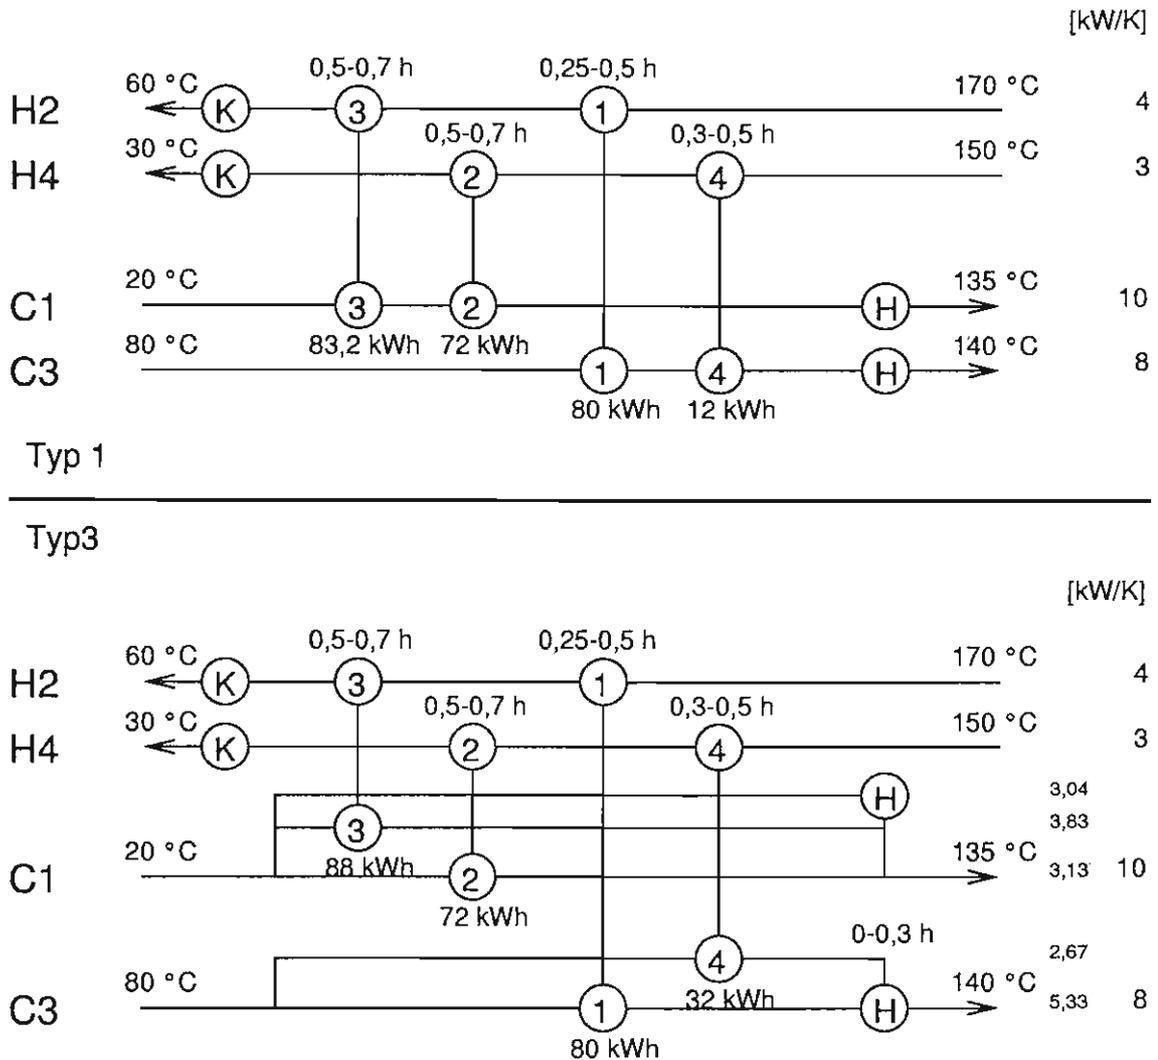 [kW/K]
0,5-0,7 h 0,25-0,5 h
60 °C 170 °C
H2 K 3 1 4
0,5-0,7 h 0,3-0,5 h
30 °C 150 °C
H4 K 2 4 3
20 °C 135 °C
C1 3 2 H 10
83,2 kWh 72 kWh
80 °C 140 °C
C3 1 4 H 8
80 kWh 12 kWh
Typ 1
Typ3
[kW/K]
0,5-0,7 h 0,25-0,5 h
60 °C 170 °C
H2 K 3 1 4
0,5-0,7 h 0,3-0,5 h
30 °C 150 °C
H4 K 2 4 3
H 3,04
3 3,83
88 kWh
20 °C 135 °C
C1 2 3,13 10
72 kWh
0-0,3 h
4 2,67
32 kWh
80 °C 140 °C
C3 1 H 5,33 8
80 kWh